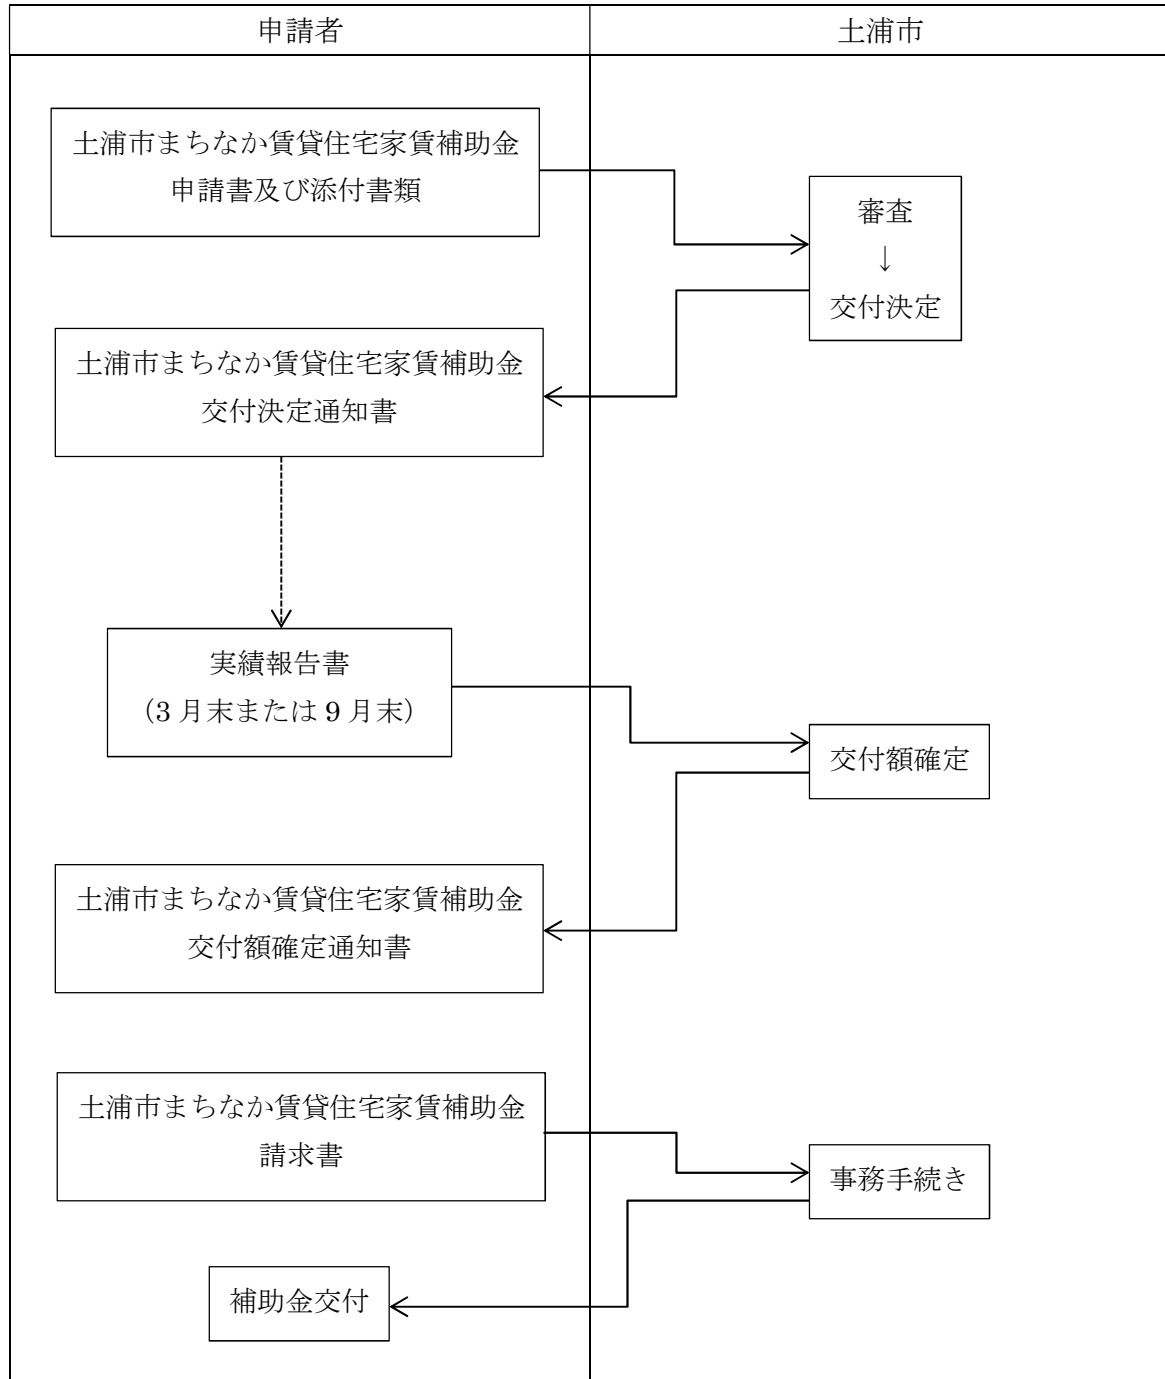 申請者
土浦市
土浦市まちなか賃貸住宅家賃補助金
申請書及び添付書類
審査
↓
交付決定
土浦市まちなか賃貸住宅家賃補助金
交付決定通知書
実績報告書
（3月末または9月末）
交付額確定
土浦市まちなか賃貸住宅家賃補助金
交付額確定通知書
土浦市まちなか賃貸住宅家賃補助金
請求書
事務手続き
補助金交付